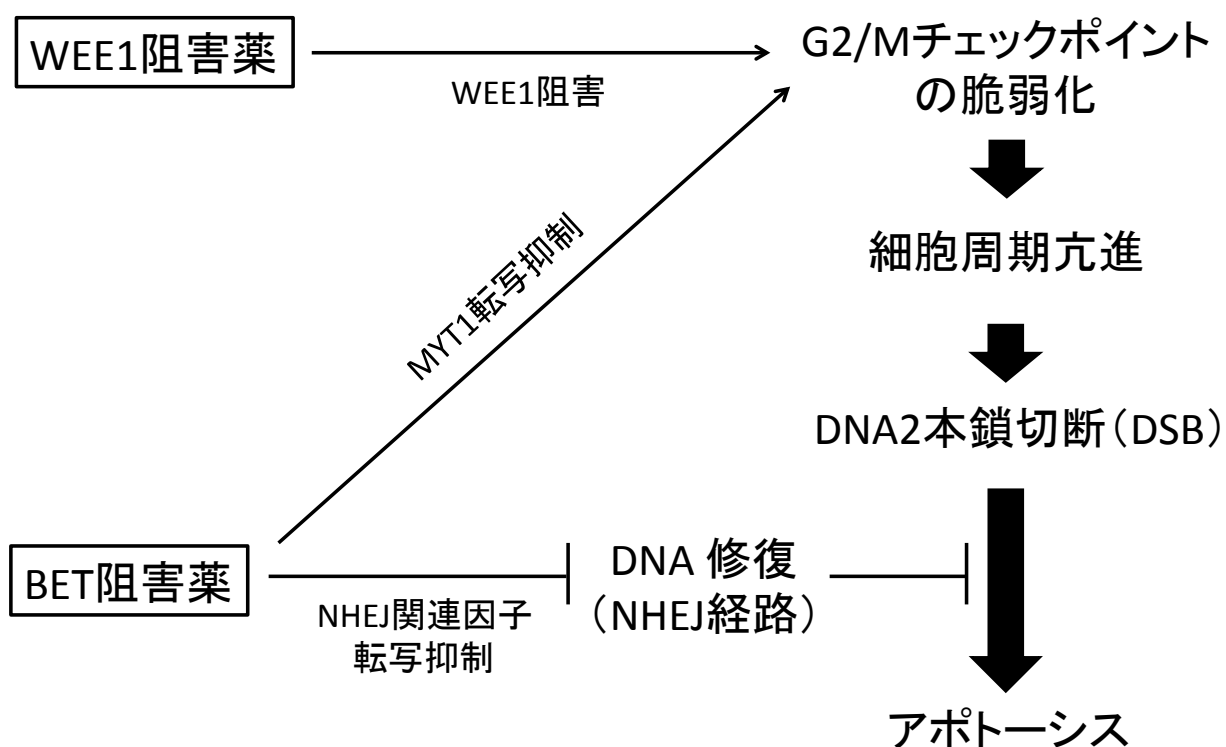 WEE1阻害薬
WEE1阻害
G2/Mチェックポイント
の脆弱化
細胞周期亢進
MYT1転写抑制
DNA2本鎖切断（DSB）
BET阻害薬
NHEJ関連因子
転写抑制
DNA 修復
（NHEJ経路）
アポトーシス